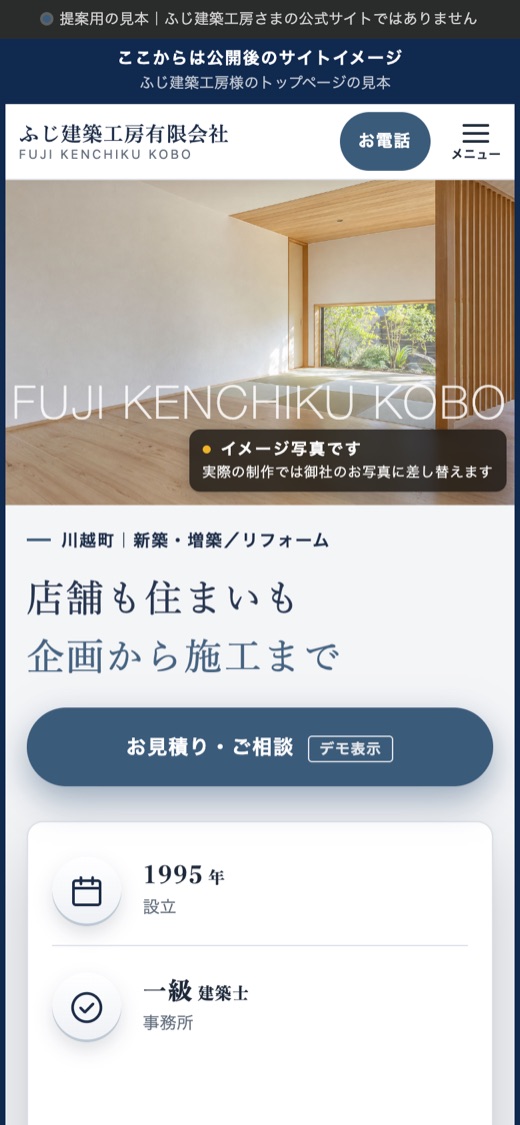 提案用の見本｜ふじ建築工房さまの公式サイトではありません
ここからは公開後のサイトイメージ
ふじ建築工房様のトップページの見本
ふじ建築工房有限会社
FUJI KENCHIKU KOBO
お電話
メニュー
FUJI KENCHIKU KOBO
イメージ写真です
実際の制作では御社のお写真に差し替えます
川越町｜新築・増築／リフォーム
店舗も住まいも
企画から施工まで
お見積り・ご相談 デモ表示
1995 年
設立
一級 建築士
事務所